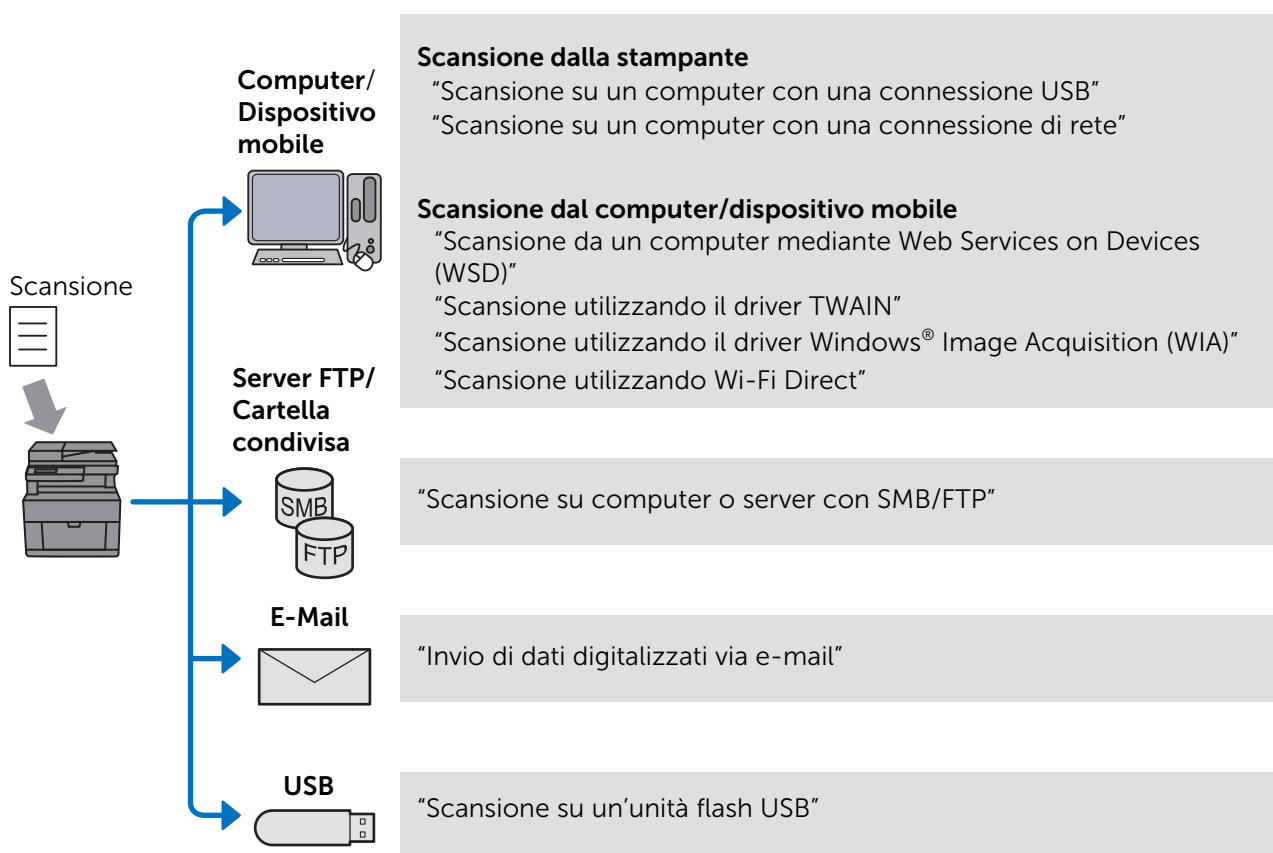 Scansione
Computer/
Dispositivo
mobile
Scansione dalla stampante
“Scansione su un computer con una connessione USB”
“Scansione su un computer con una connessione di rete”
Scansione dal computer/dispositivo mobile
“Scansione da un computer mediante Web Services on Devices
(WSD)”
“Scansione utilizzando il driver TWAIN”
“Scansione utilizzando il driver Windows® Image Acquisition (WIA)”
“Scansione utilizzando Wi-Fi Direct”
Server FTP/
Cartella
condivisa
SMB
FTP
“Scansione su computer o server con SMB/FTP”
E-Mail
“Invio di dati digitalizzati via e-mail”
USB
“Scansione su un’unità flash USB”